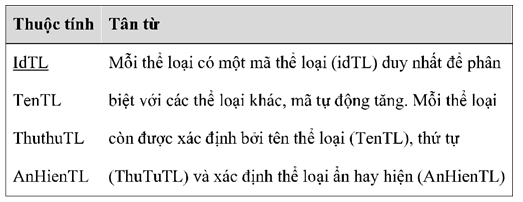 Thuộc tính Tân từ
IdTL Mỗi thể loại có một mã thể loại (idTL) duy nhất để phân
TenTL biệt với các thể loại khác, mã tự động tăng. Mỗi thể loại
ThuthuTL còn được xác định bởi tên thể loại (TenTL), thứ tự
AnHienTL (ThuTuTL) và xác định thể loại ẩn hay hiện (AnHienTL)